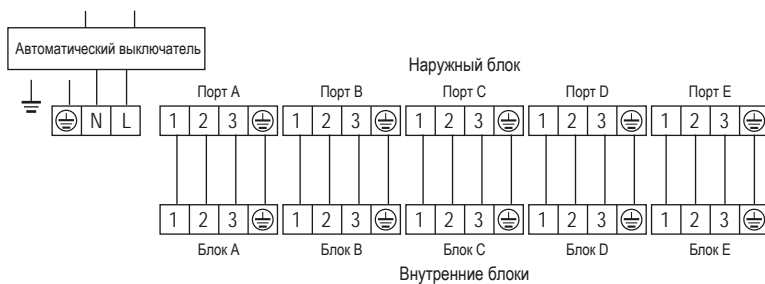 Автоматический выключатель
N L
Наружный блок
Порт A Порт B Порт C Порт D Порт E
1 2 3 1 2 3 1 2 3 1 2 3 1 2 3
1 2 3 1 2 3 1 2 3 1 2 3 1 2 3
Блок A Блок B Блок C Блок D Блок E
Внутренние блоки